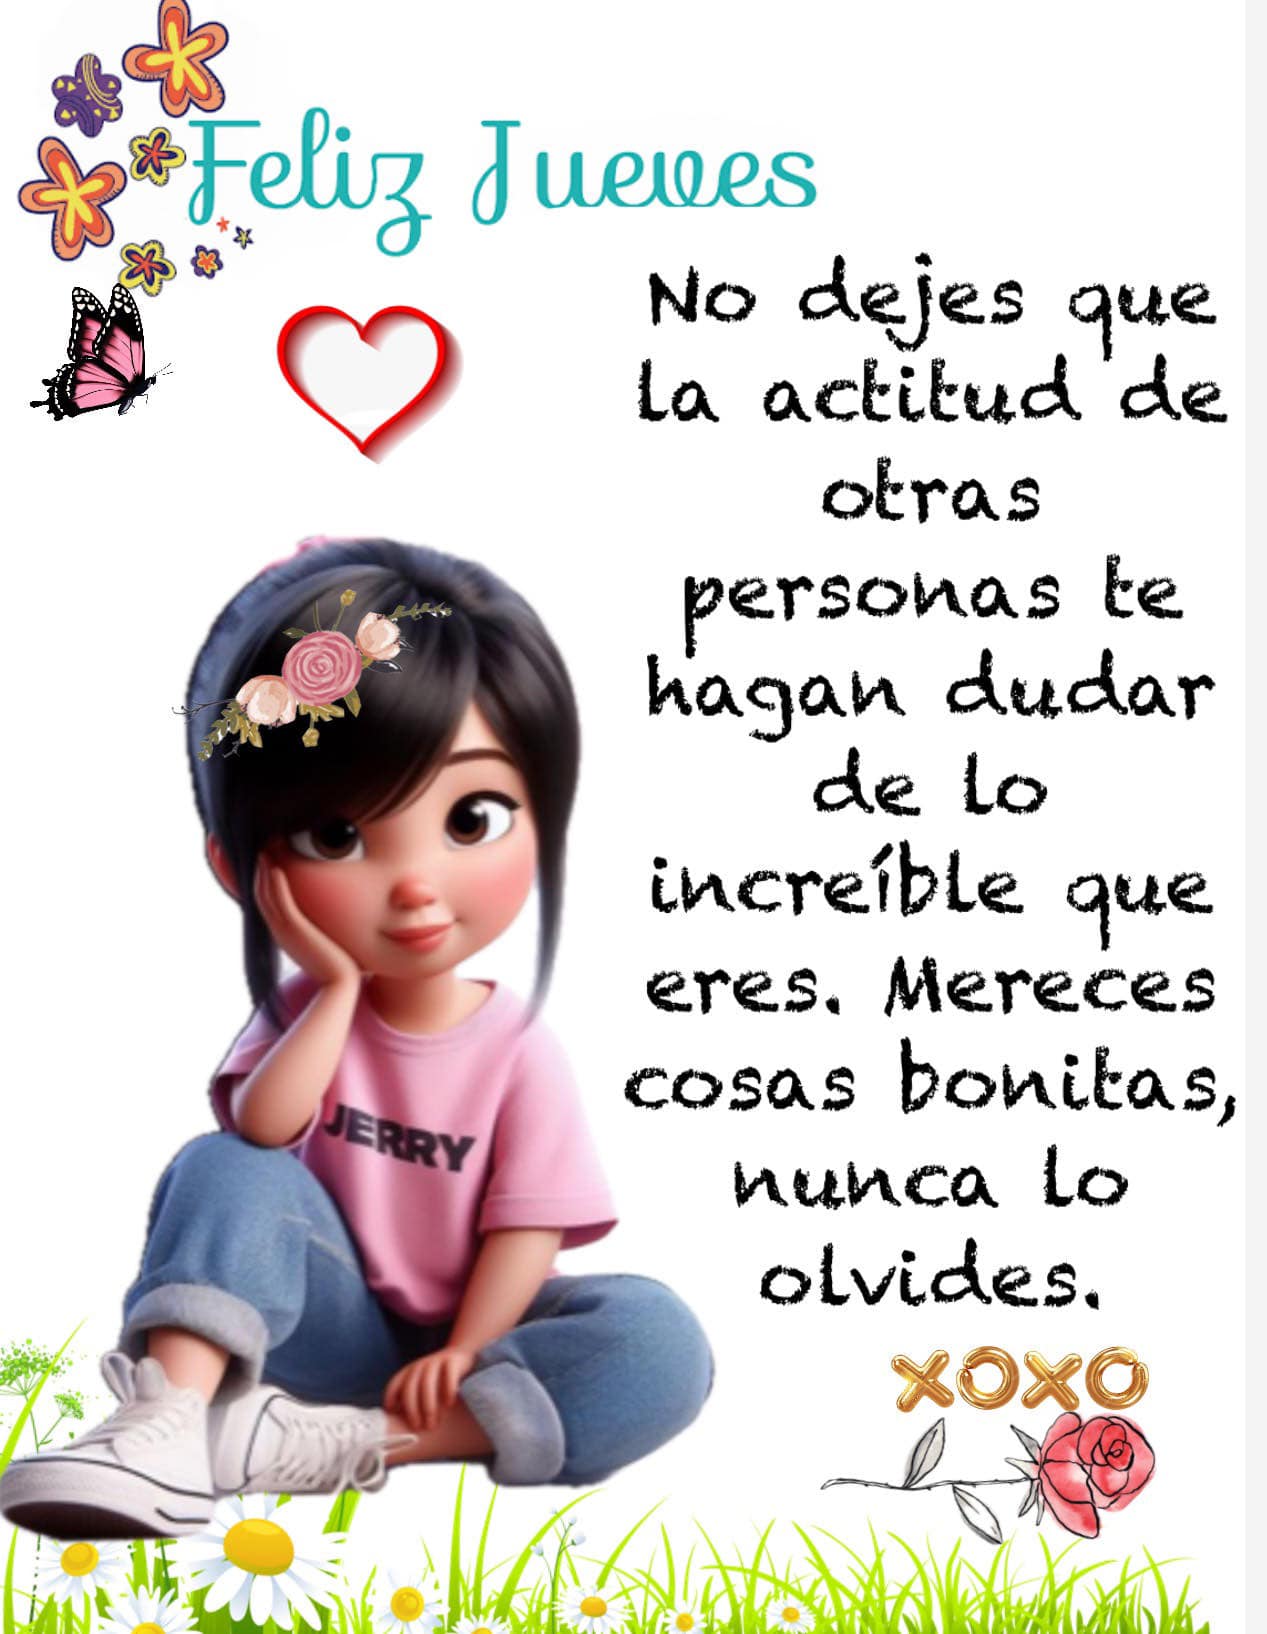 Feliz Jueves
No dejes que
la actitud de
otras
personas te
hagan dudar
de lo
increíble que
eres. Mereces
cosas bonitas,
nunca lo
olvides.
XOXO
JERRY